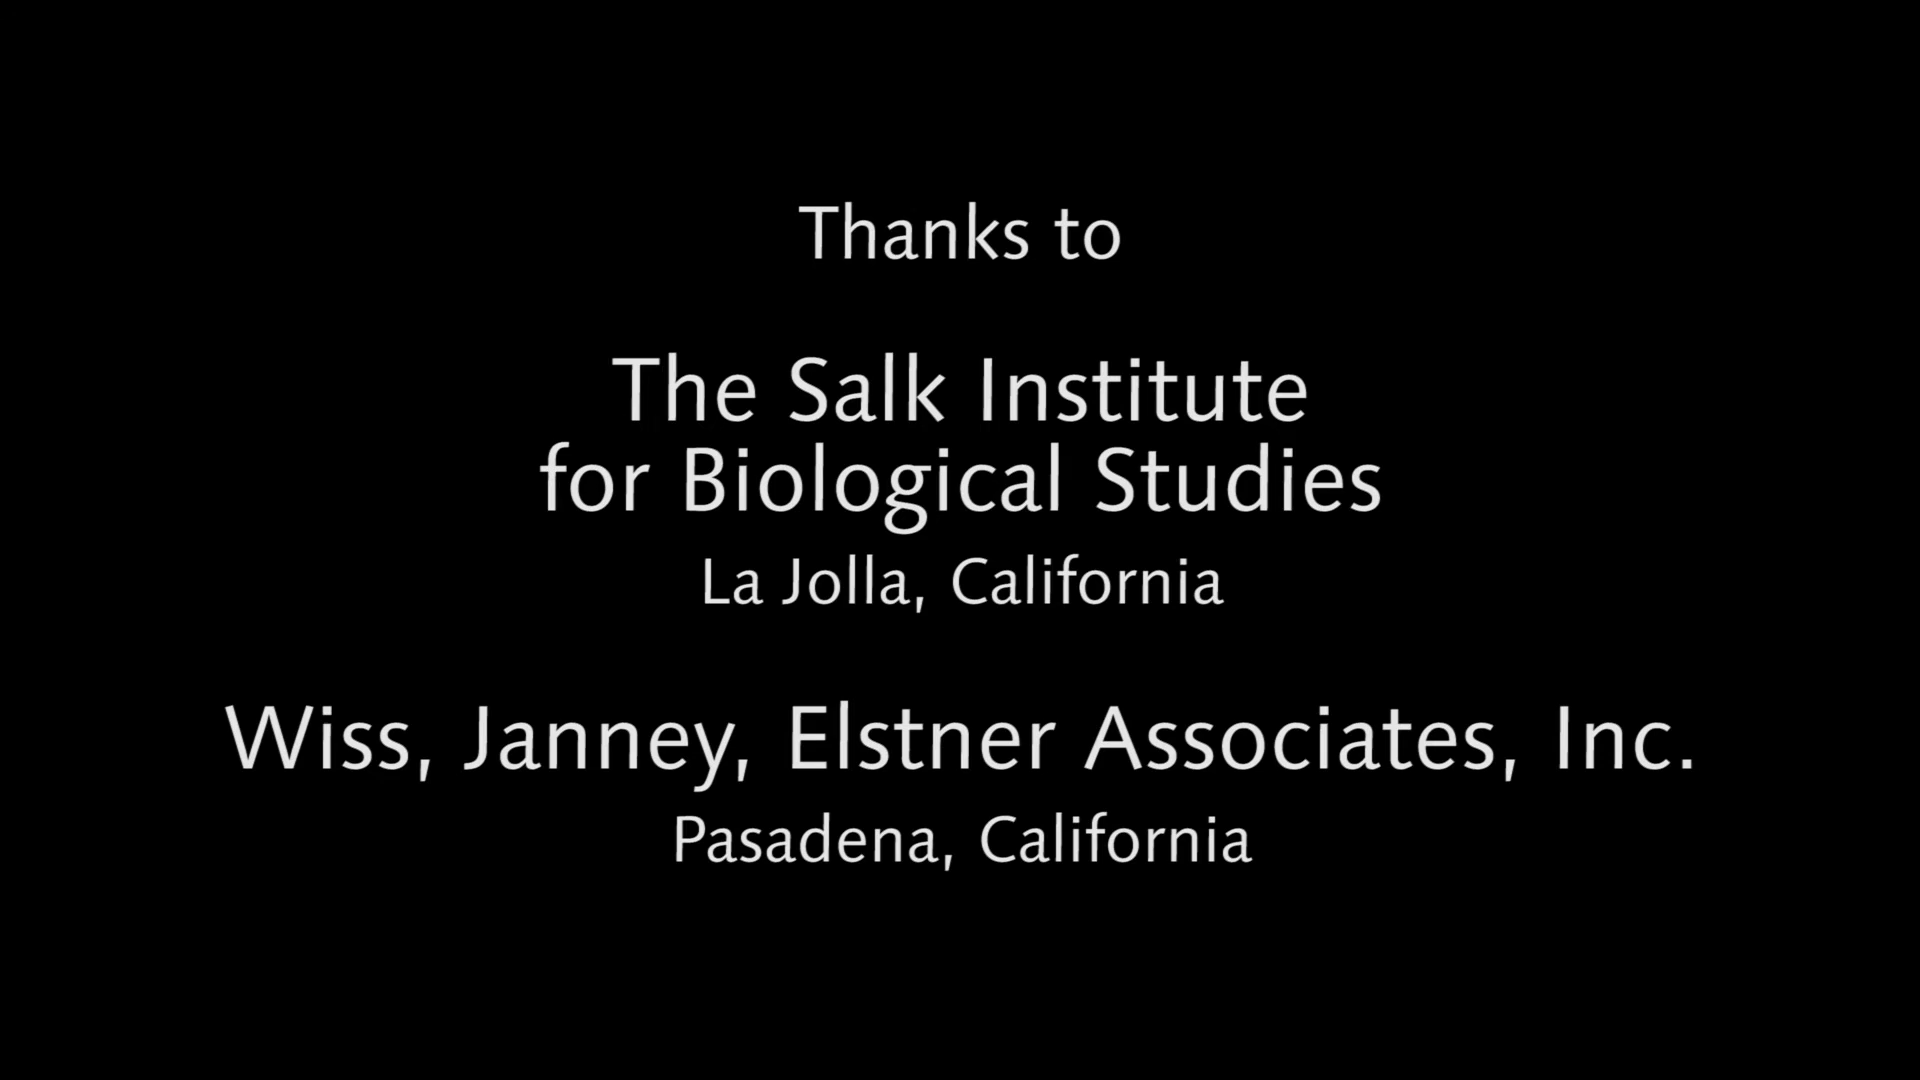 Thanks to
The Salk Institute
for Biological Studies
La Jolla, California
Wiss, Janney, Elstner Associates, Inc.
Pasadena, California